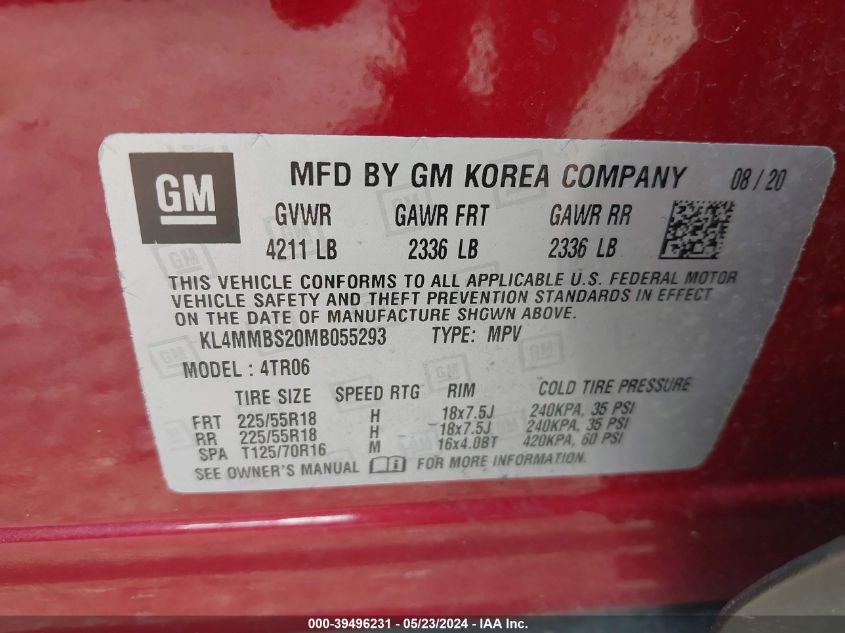 GM
MFD BY GM KOREA COMPANY 08 / 20
GVWR GAWR FRT GAWR RR
4211 LB 2336 LB 2336 LB
THIS VEHICLE CONFORMS TO ALL APPLICABLE U.S. FEDERAL MOTOR
VEHICLE SAFETY AND THEFT PREVENTION STANDARDS IN EFFECT
ON THE DATE OF MANUFACTURE SHOWN ABOVE.
KL4MMBS20MB055293 TYPE: MPV
MODEL : 4TR06
TIRE SIZE SPEED RTG RIM COLD TIRE PRESSURE
FRT 225/55R18 H 18x7.5J 240KPA, 35 PSI
RR 225/55R18 H 18x7.5J 240KPA, 35 PSI
SPA T125/70R16 M 16x4.0BT 420KPA, 60 PSI
SEE OWNER'S MANUAL FOR MORE INFORMATION.
000-39496231 - 05/23/2024 - IAA Inc.